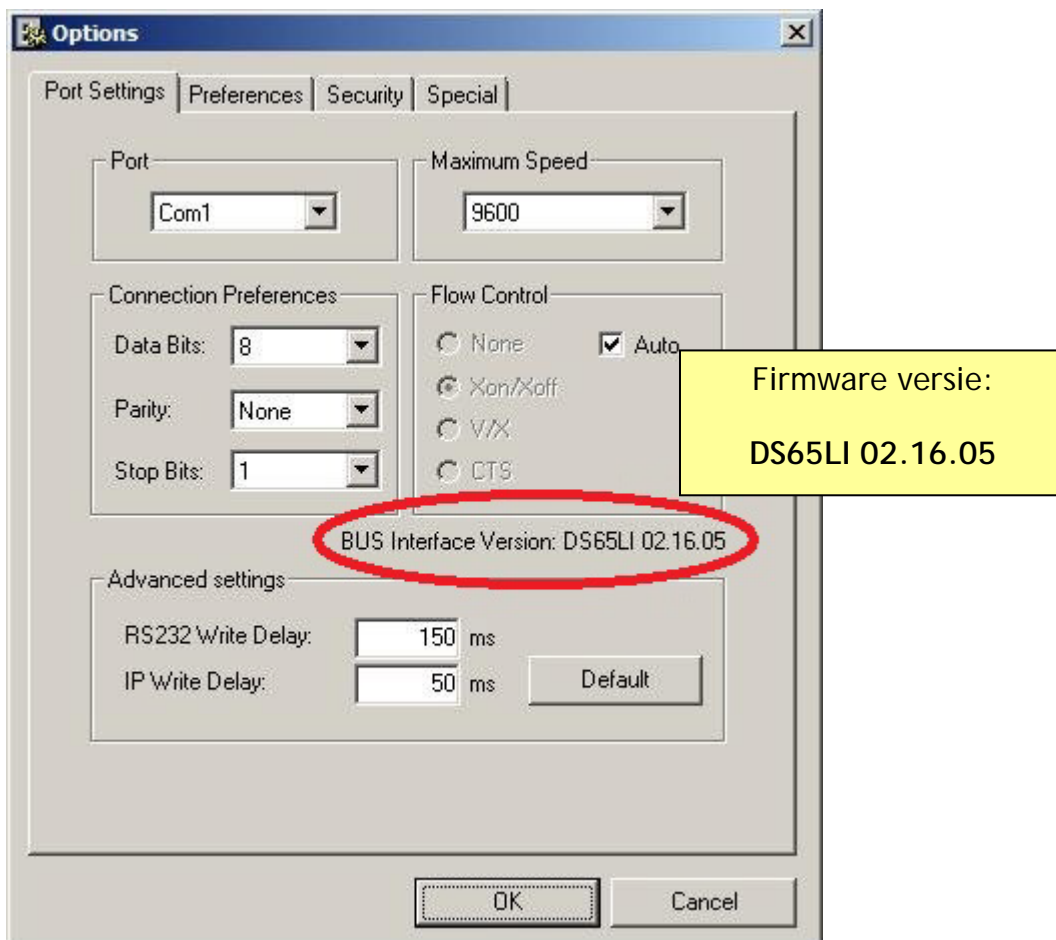 Options
Port Settings Preferences Security Special
Port
Com1
Maximum Speed
9600
Connection Preferences
Data Bits: 8
Parity: None
Stop Bits: 1
Flow Control
None
Auto
Xon/Xoff
V/X
CTS
Firmware versie:
DS65LI 02.16.05
BUS Interface Version: DS65LI 02.16.05
Advanced settings
RS232 Write Delay: 150 ms
IP Write Delay: 50 ms
Default
OK Cancel